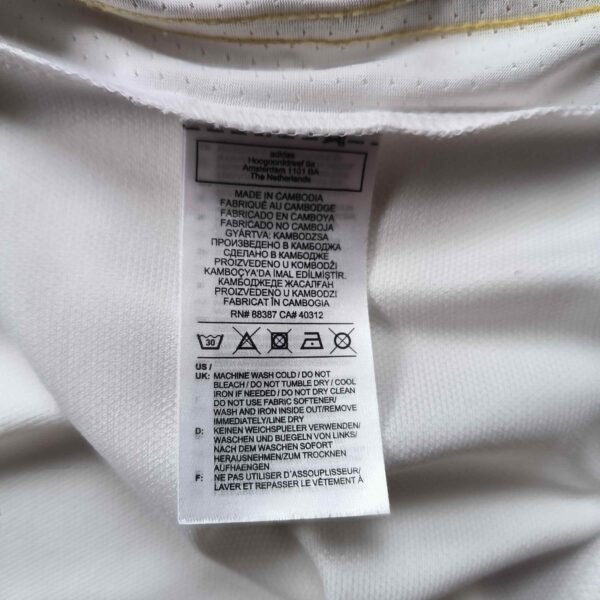 adidas
Hoogoorddreef 9a
Amsterdam 1101 BA
The Netherlands
MADE IN CAMBODIA
FABRIQUÉ AU CAMBODGE
FABRICADO EN CAMBOYA
FABRICADO NO CAMBOJA
GYÁRTVA: KAMBODZSA
ПРОИЗВЕДЕНО В КАМБОДЖА
СДЕЛАНО В КАМБОДЖЕ
PROIZVEDENO U KOMBODŽI
KAMBOÇYA'DA İMAL EDİLMİŞTİR.
КАМБОДЖЕДЕ ЖАСАЛҒАН
PROIZVEDENO U KAMBODZI
FABRICAT ÎN CAMBOGIA
RN# 88387 CA# 40312
30
US /
UK: MACHINE WASH COLD / DO NOT
BLEACH / DO NOT TUMBLE DRY / COOL
IRON IF NEEDED / DO NOT DRY CLEAN
DO NOT USE FABRIC SOFTENER/
WASH AND IRON INSIDE OUT/REMOVE
IMMEDIATELY/LINE DRY
D: KEINEN WEICHSPUELER VERWENDEN/
WASCHEN UND BUEGELN VON LINKS/
NACH DEM WASCHEN SOFORT
HERAUSNEHMEN/ZUM TROCKNEN
AUFHAENGEN
F: NE PAS UTILISER D'ASSOUPLISSEUR/
LAVER ET REPASSER LE VÊTEMENT À